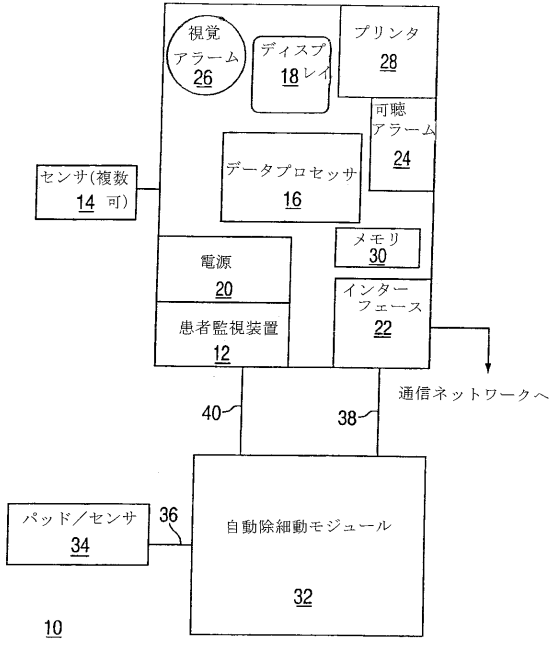 視覚
アラーム
26
ディスプ
18 レイ
プリンタ
28
可聴
アラーム
24
データプロセッサ
16
センサ(複数
14 可)
メモリ
30
電源
20
インター
フェース
22
患者監視装置
12
通信ネットワークへ
40
38
パッド/センサ
34
36
自動除細動モジュール
32
10